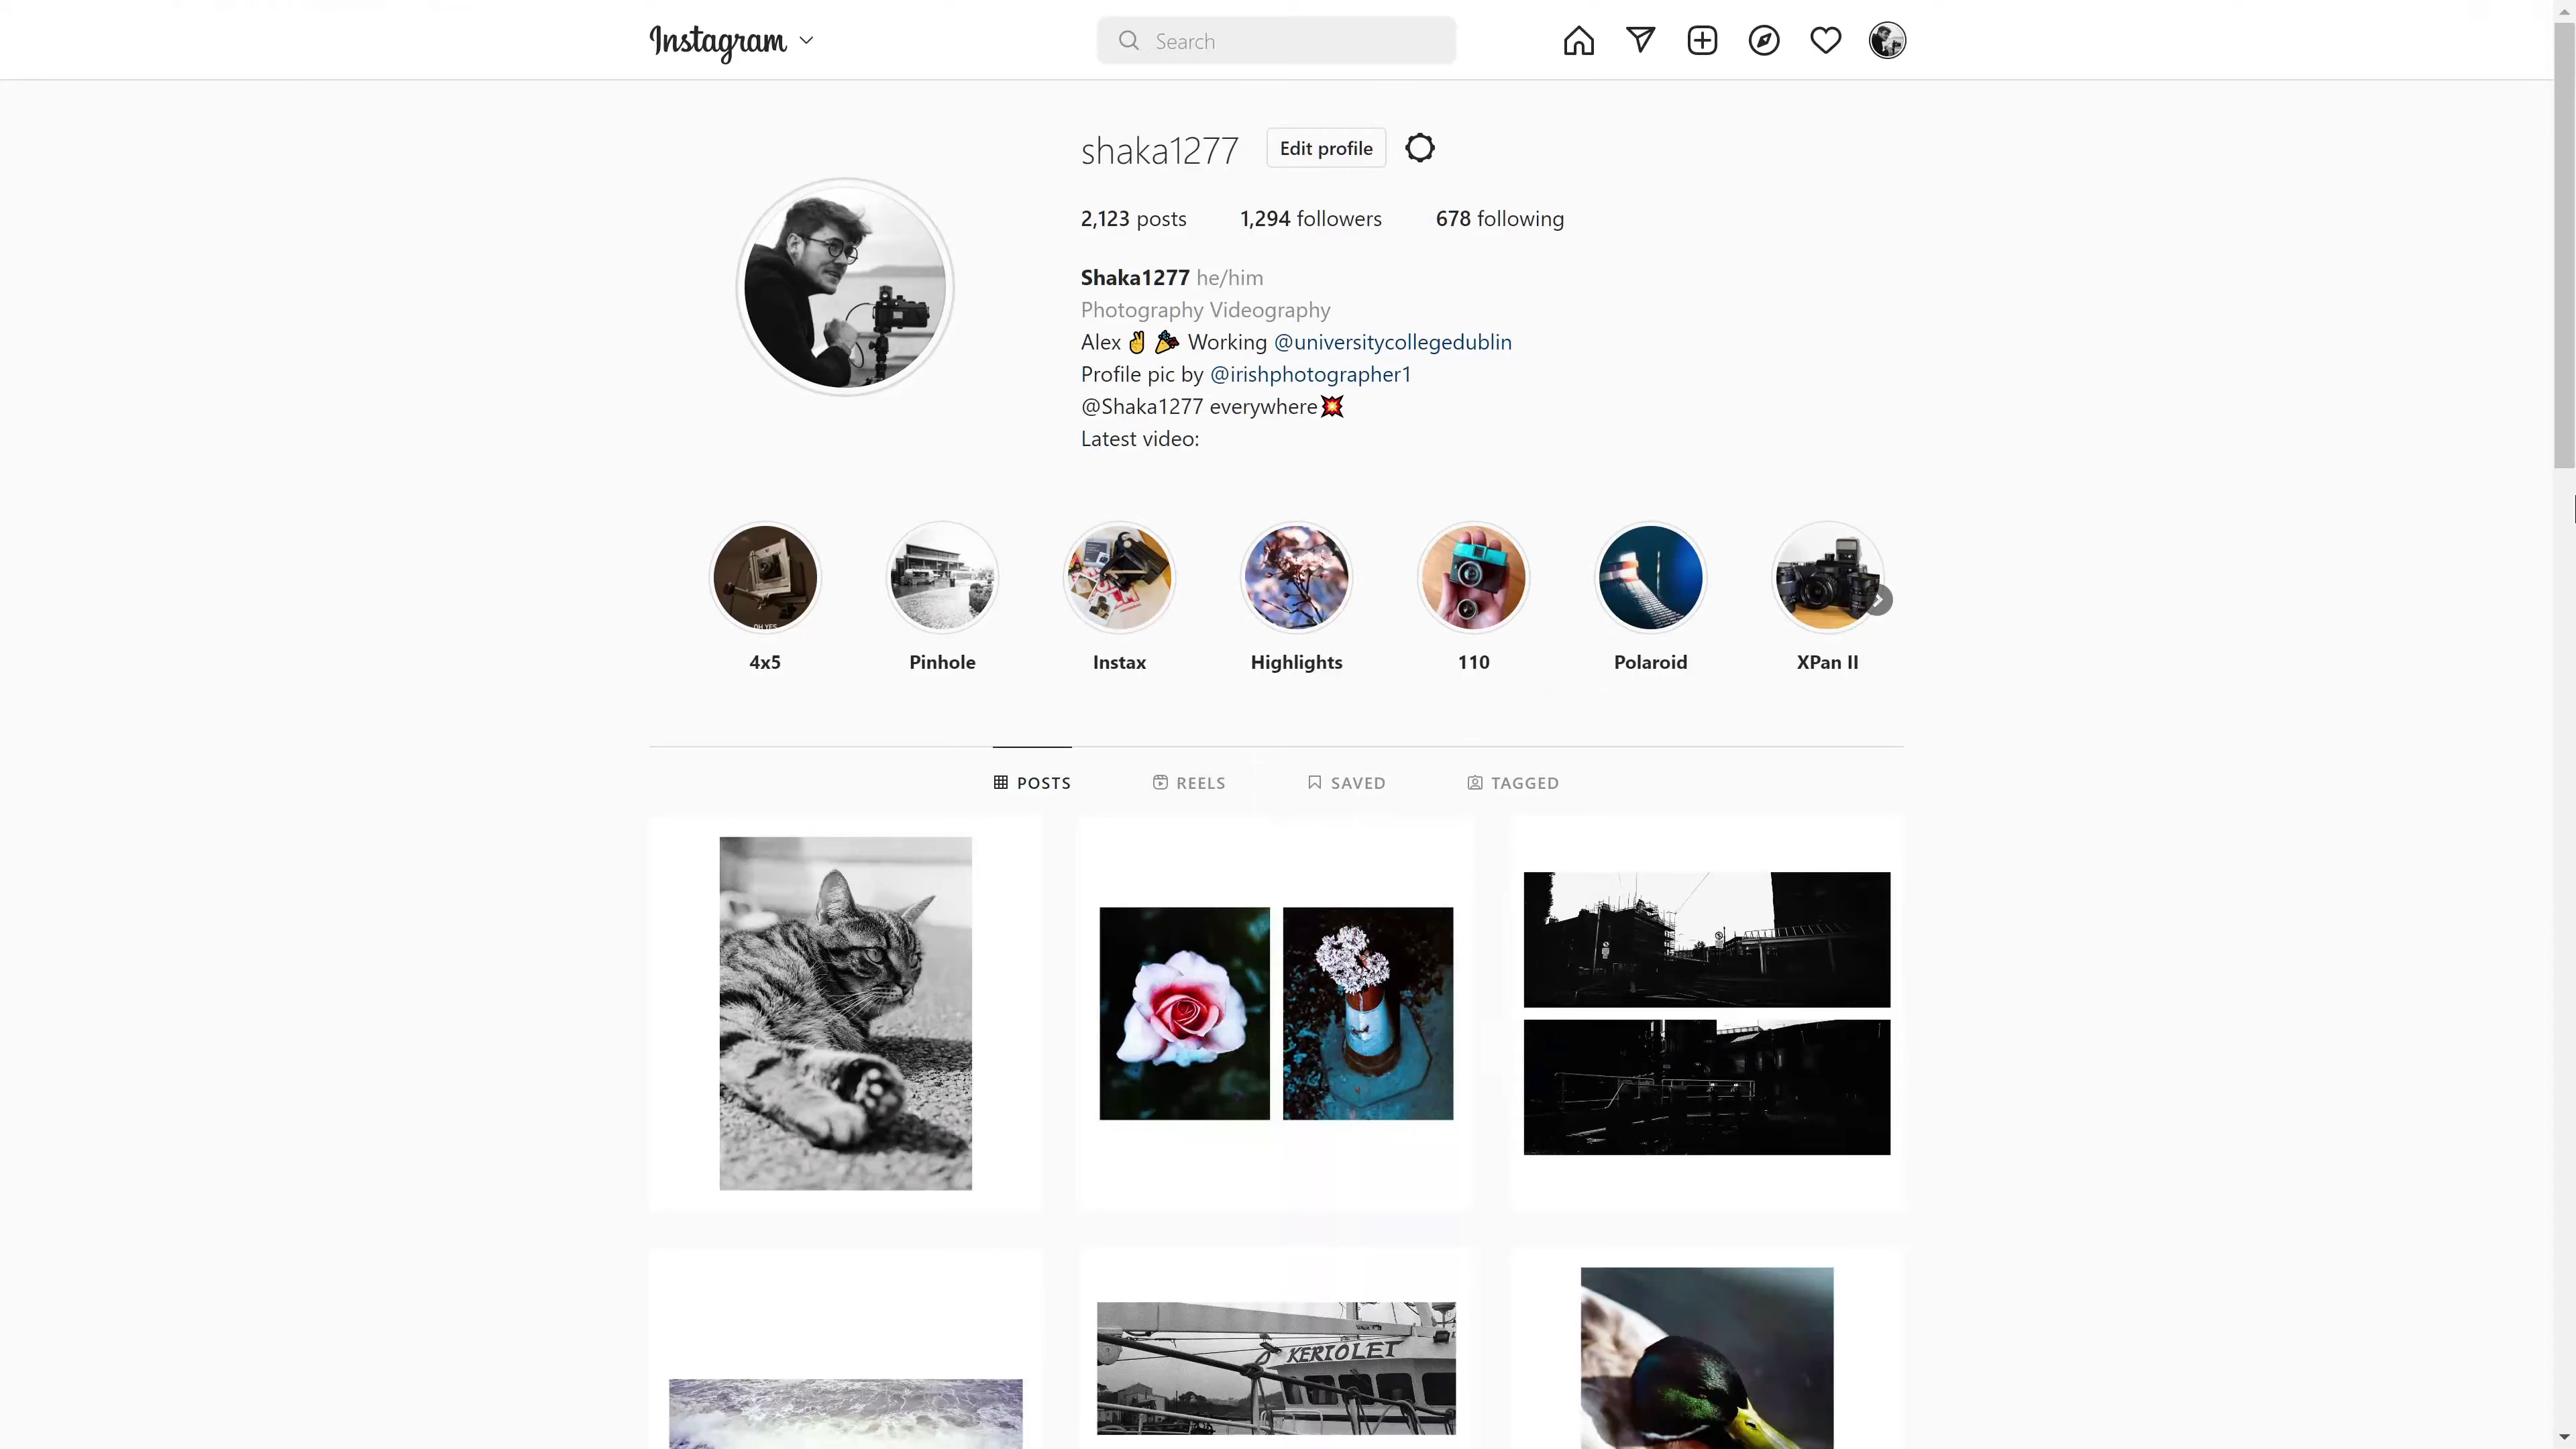 Instagram
Search
shaka1277 Edit profile
2,123 posts 1,294 followers 678 following
Shaka1277 he/him
Photography Videography
Alex✌️🎉 Working @universitycollegedublin
Profile pic by @irishphotographer1
@Shaka1277 everywhere💥
Latest video:
OH YES
4x5 Pinhole Instax Highlights 110 Polaroid XPan II
POSTS REELS SAVED TAGGED
KERIOLET